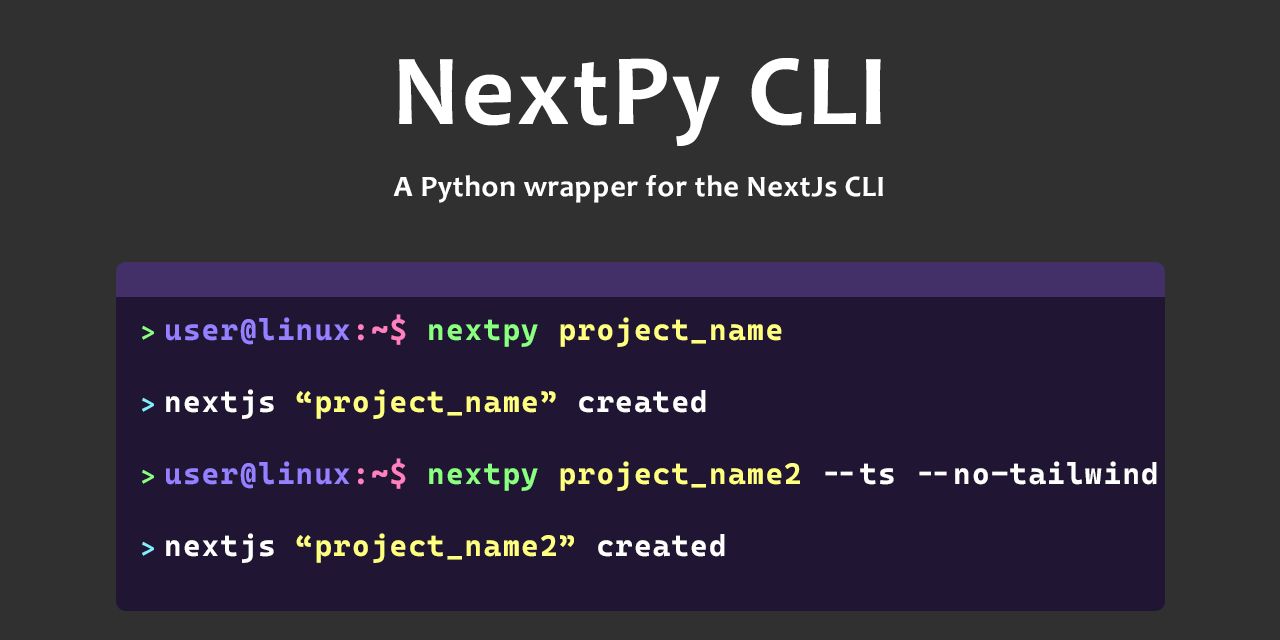 NextPy CLI
A Python wrapper for the NextJs CLI
> user@linux:~$ nextpy project_name
> nextjs “project_name” created
> user@linux:~$ nextpy project_name2 --ts --no-tailwind
> nextjs “project_name2” created